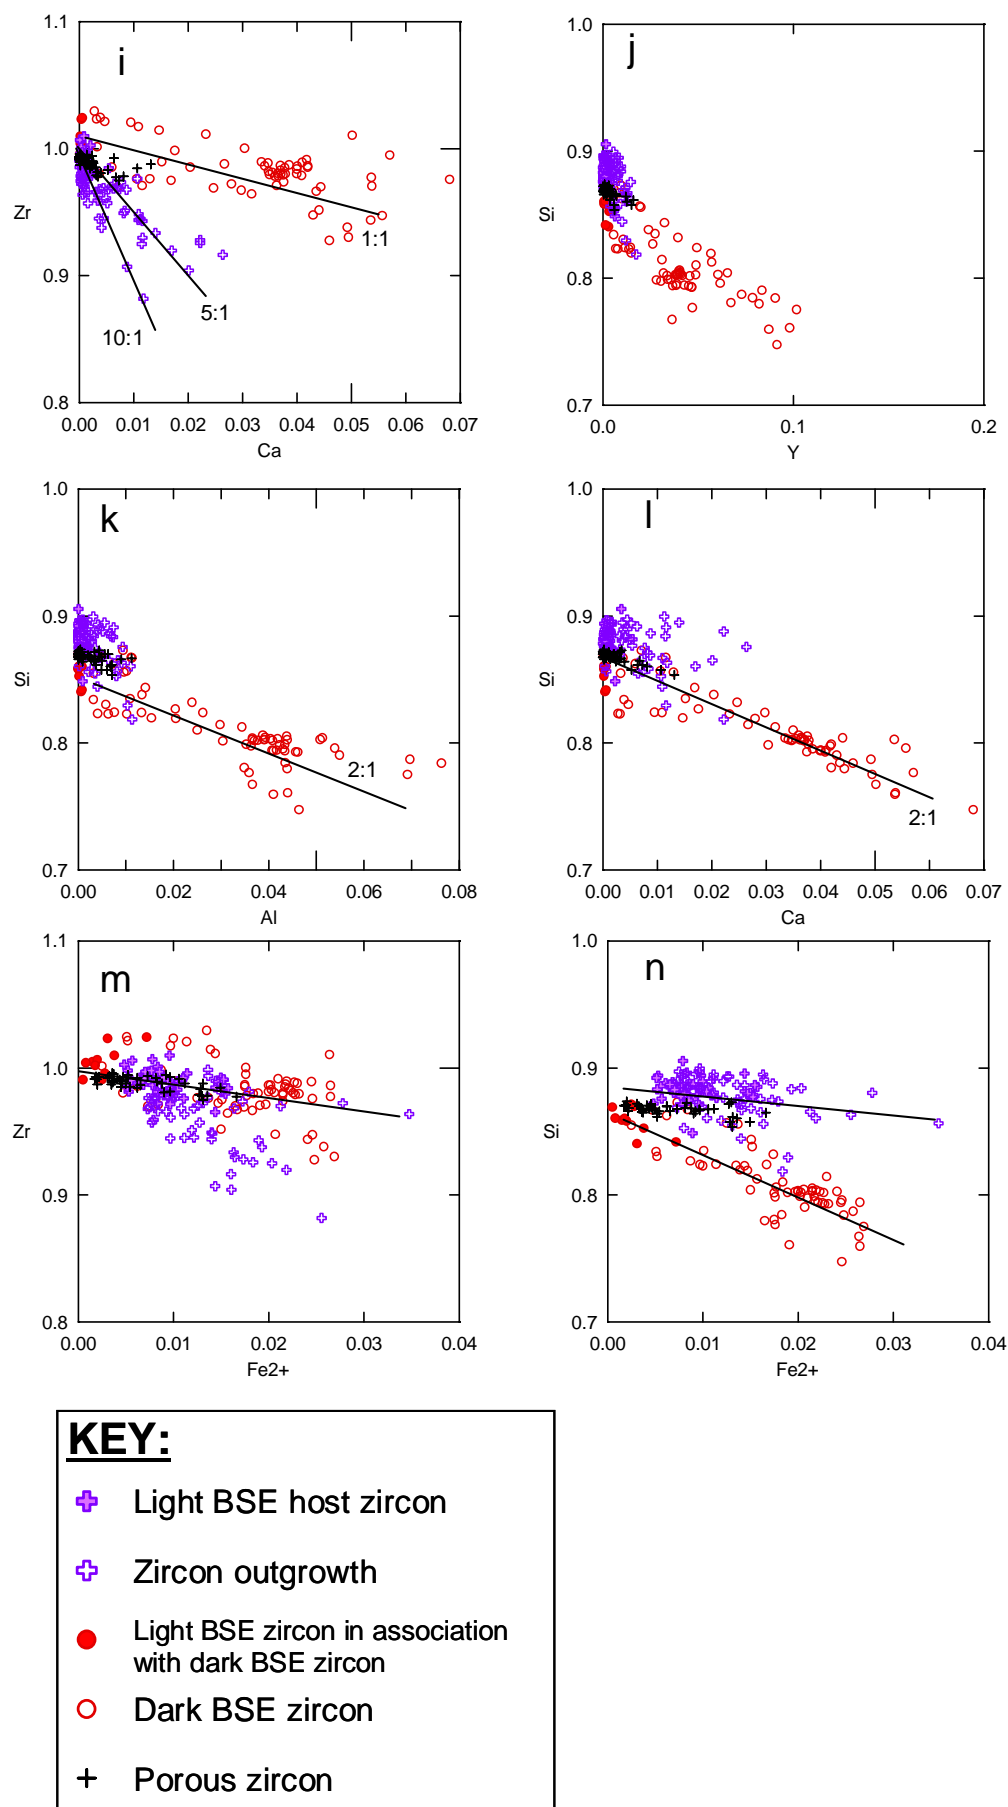 1.1
i
1.0
Zr
0.9
1:1
5:1
10:1
0.8
0.00 0.01 0.02 0.03 0.04 0.05 0.06 0.07
Ca
1.0
j
0.9
Si
0.8
0.7
0.0 0.1 0.2
Y
1.0
k
0.9
Si
0.8
2:1
0.7
0.00 0.02 0.04 0.06 0.08
Al
1.0
l
0.9
Si
0.8
2:1
0.7
0.00 0.01 0.02 0.03 0.04 0.05 0.06 0.07
Ca
1.1
m
1.0
Zr
0.9
0.8
0.00 0.01 0.02 0.03 0.04
Fe2+
1.0
n
0.9
Si
0.8
0.7
0.00 0.01 0.02 0.03 0.04
Fe2+
KEY:
Light BSE host zircon
Zircon outgrowth
Light BSE zircon in association
with dark BSE zircon
Dark BSE zircon
Porous zircon